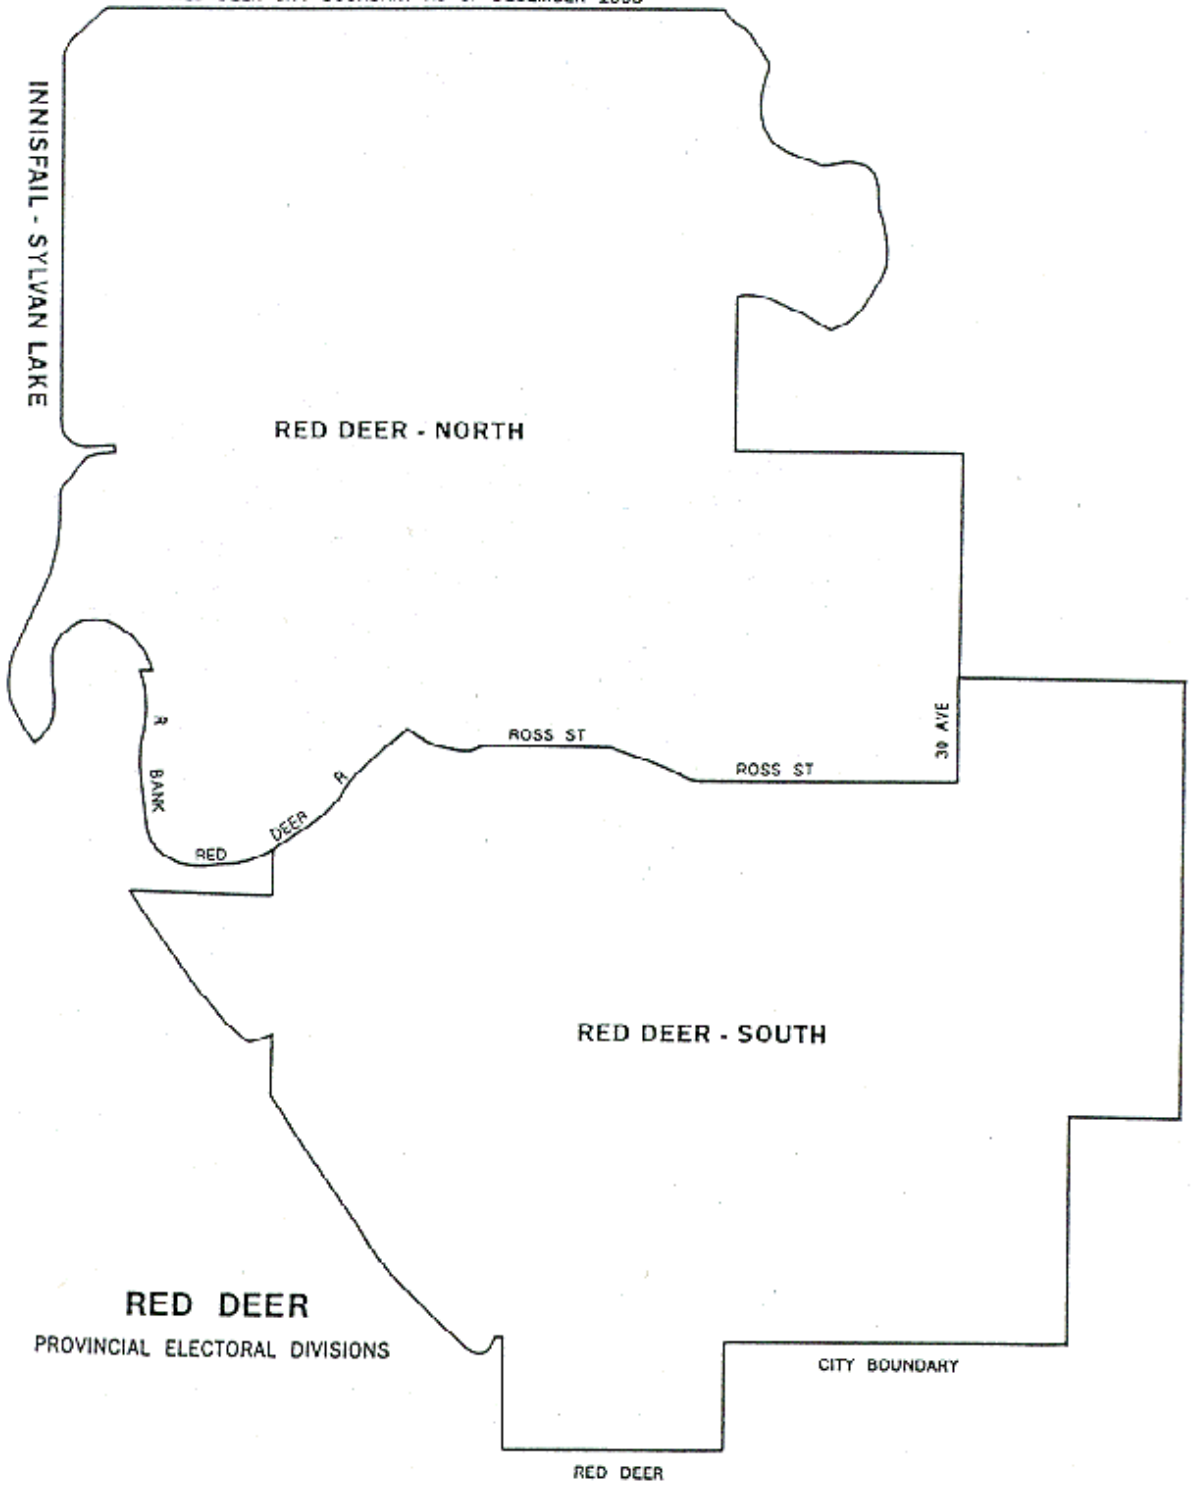 INNISFAIL - SYLVAN LAKE
RED DEER - NORTH
R
BANK
RED
DEER
R
ROSS ST
ROSS ST
30 AVE
RED DEER - SOUTH
RED DEER
PROVINCIAL ELECTORAL DIVISIONS
CITY BOUNDARY
RED DEER